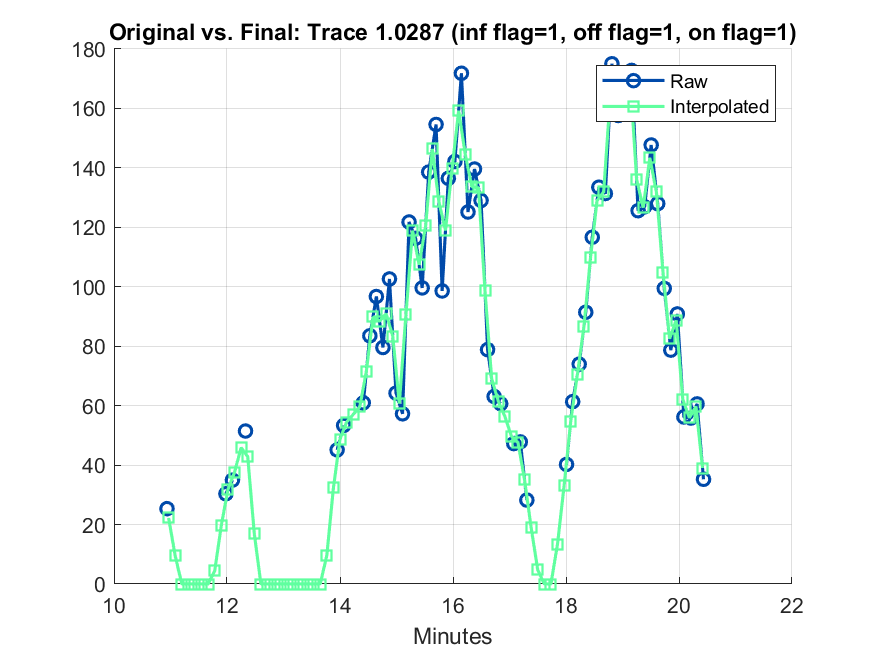 Original vs. Final: Trace 1.0287 (inf flag=1, off flag=1, on flag=1)
180
160
140
120
100
80
60
40
20
0
Raw
Interpolated
10 12 14 16 18 20 22
Minutes